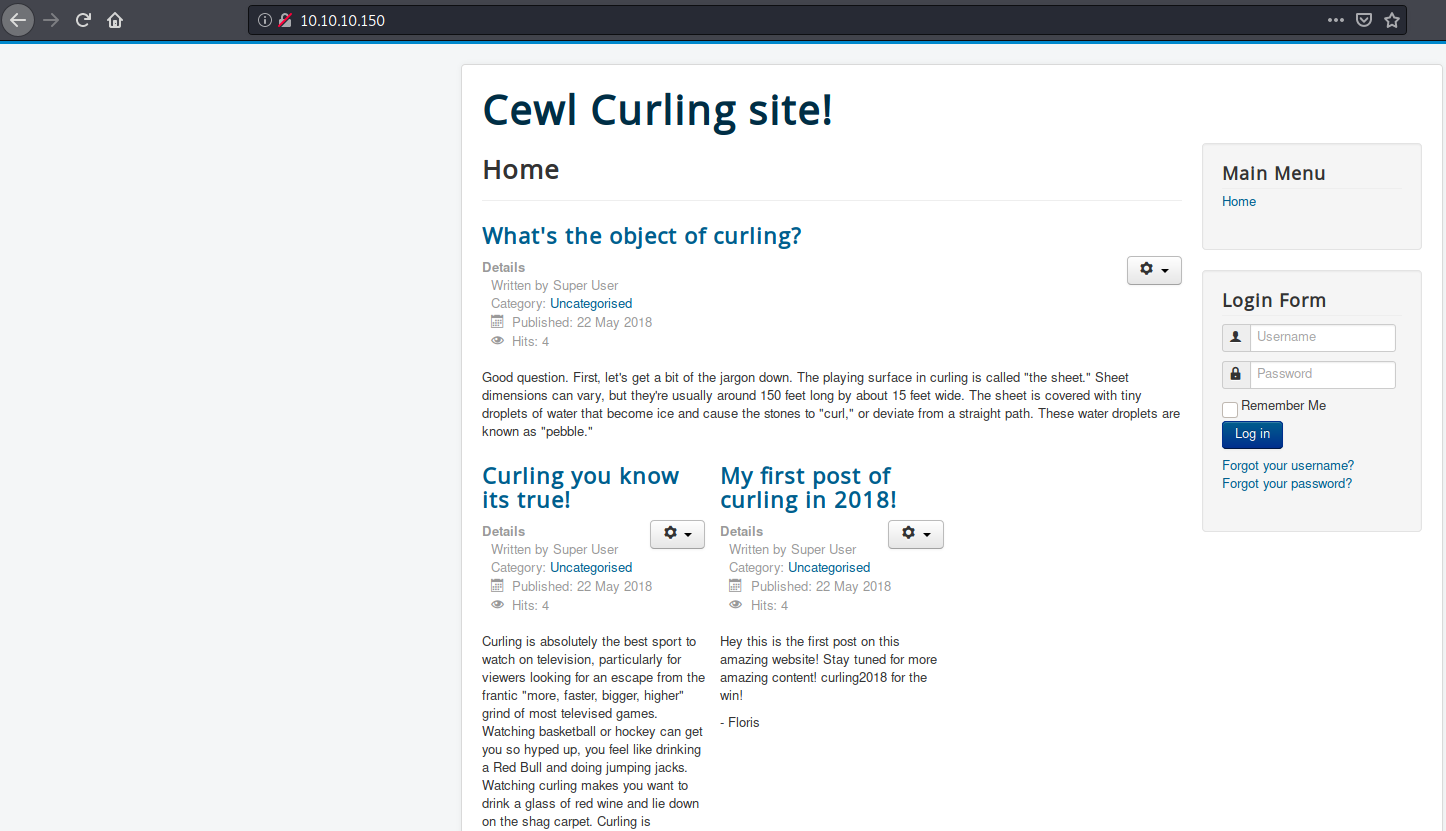 10.10.10.150
Cewl Curling site!
Home
What's the object of curling?
Details
Written by Super User
Category: Uncategorised
Published: 22 May 2018
Hits: 4
Good question. First, let's get a bit of the jargon down. The playing surface in curling is called "the sheet." Sheet
dimensions can vary, but they're usually around 150 feet long by about 15 feet wide. The sheet is covered with tiny
droplets of water that become ice and cause the stones to "curl," or deviate from a straight path. These water droplets are
known as "pebble."
Curling you know
its true!
Details
Written by Super User
Category: Uncategorised
Published: 22 May 2018
Hits: 4
Curling is absolutely the best sport to
watch on television, particularly for
viewers looking for an escape from the
frantic "more, faster, bigger, higher"
grind of most televised games.
Watching basketball or hockey can get
you so hyped up, you feel like drinking
a Red Bull and doing jumping jacks.
Watching curling makes you want to
drink a glass of red wine and lie down
on the shag carpet. Curling is
My first post of
curling in 2018!
Details
Written by Super User
Category: Uncategorised
Published: 22 May 2018
Hits: 4
Hey this is the first post on this
amazing website! Stay tuned for more
amazing content! curling2018 for the
win!
- Floris
Main Menu
Home
Login Form
Username
Password
Remember Me
Log in
Forgot your username?
Forgot your password?